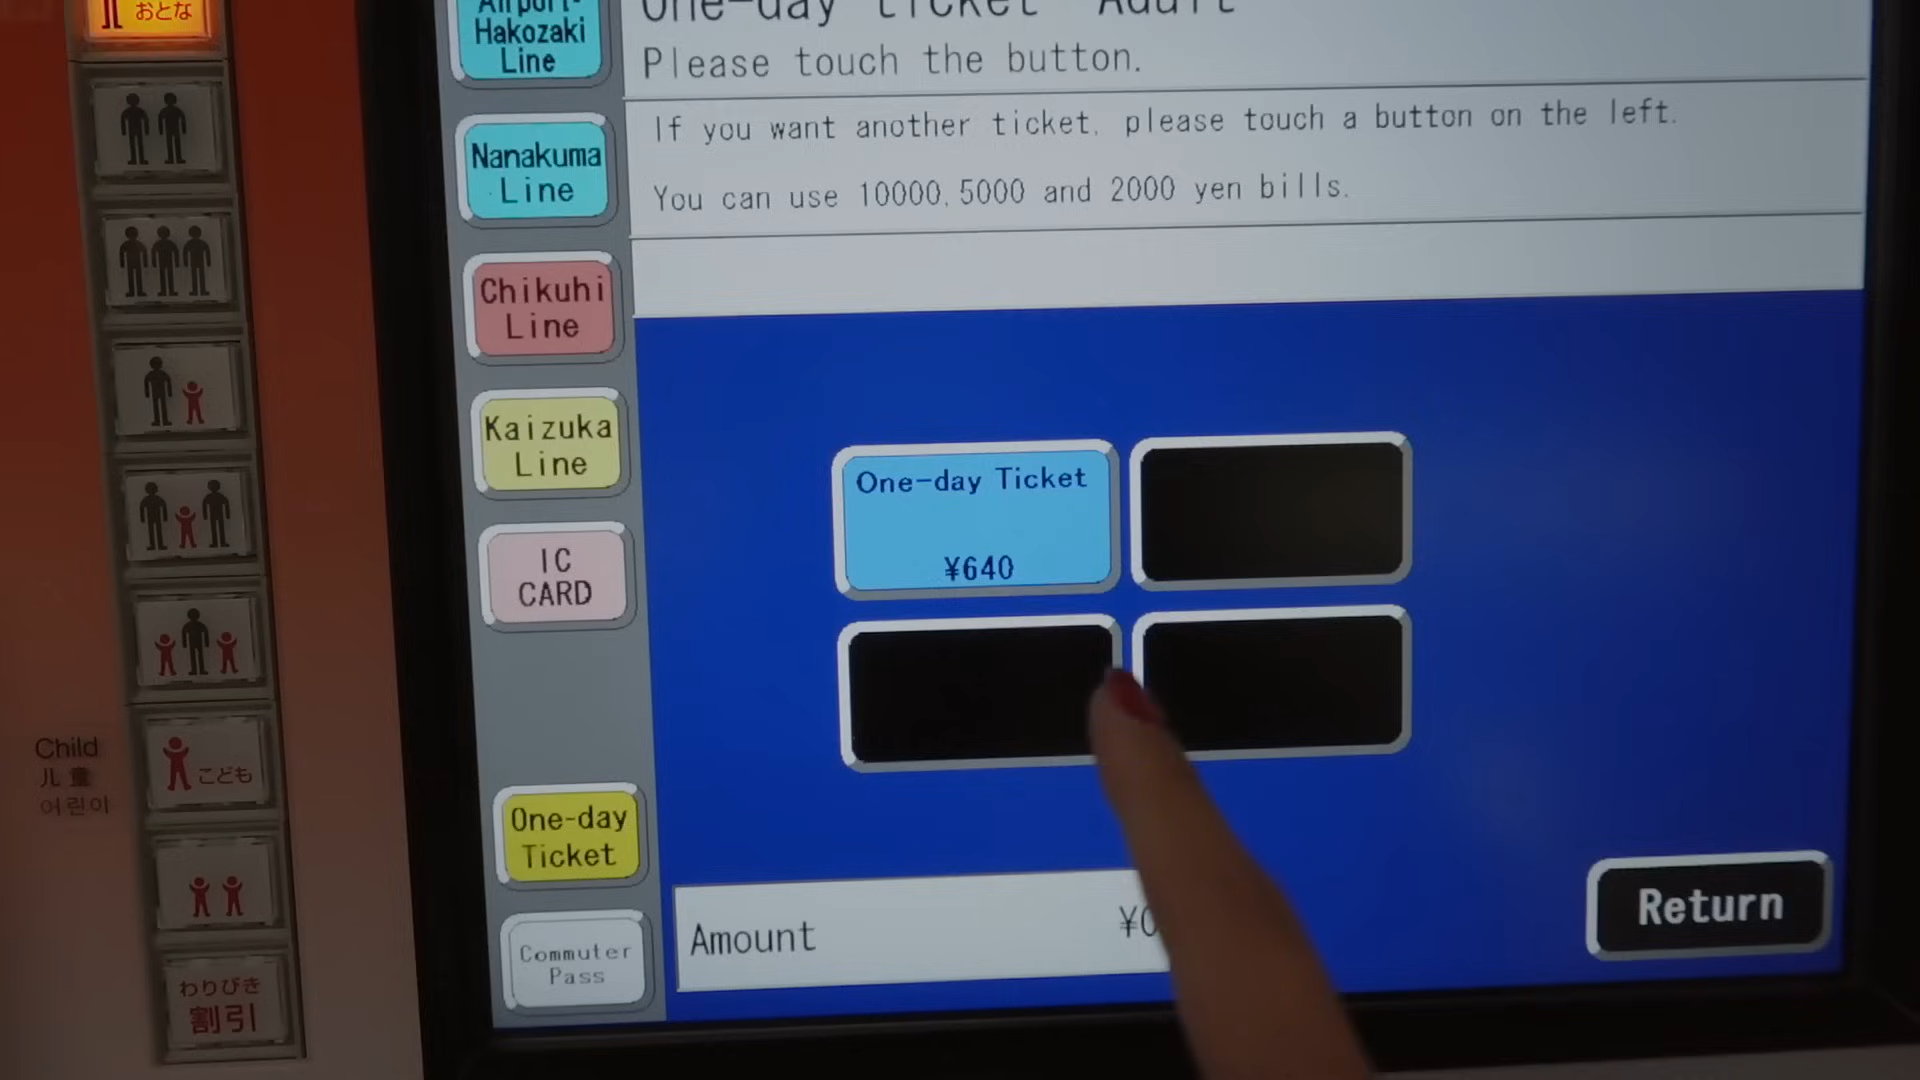 おとな
Airport-
Hakozaki
Line
One-day ticket Adult
Please touch the button.
If you want another ticket, please touch a button on the left.
You can use 10000,5000 and 2000 yen bills.
Nanakuma
Line
Chikuhi
Line
Kaizuka
Line
IC
CARD
One-day Ticket
¥640
One-day
Ticket
Commuter
Pass
Amount
¥0
Return
Child
儿童
어린이
こども
わりびき
割引